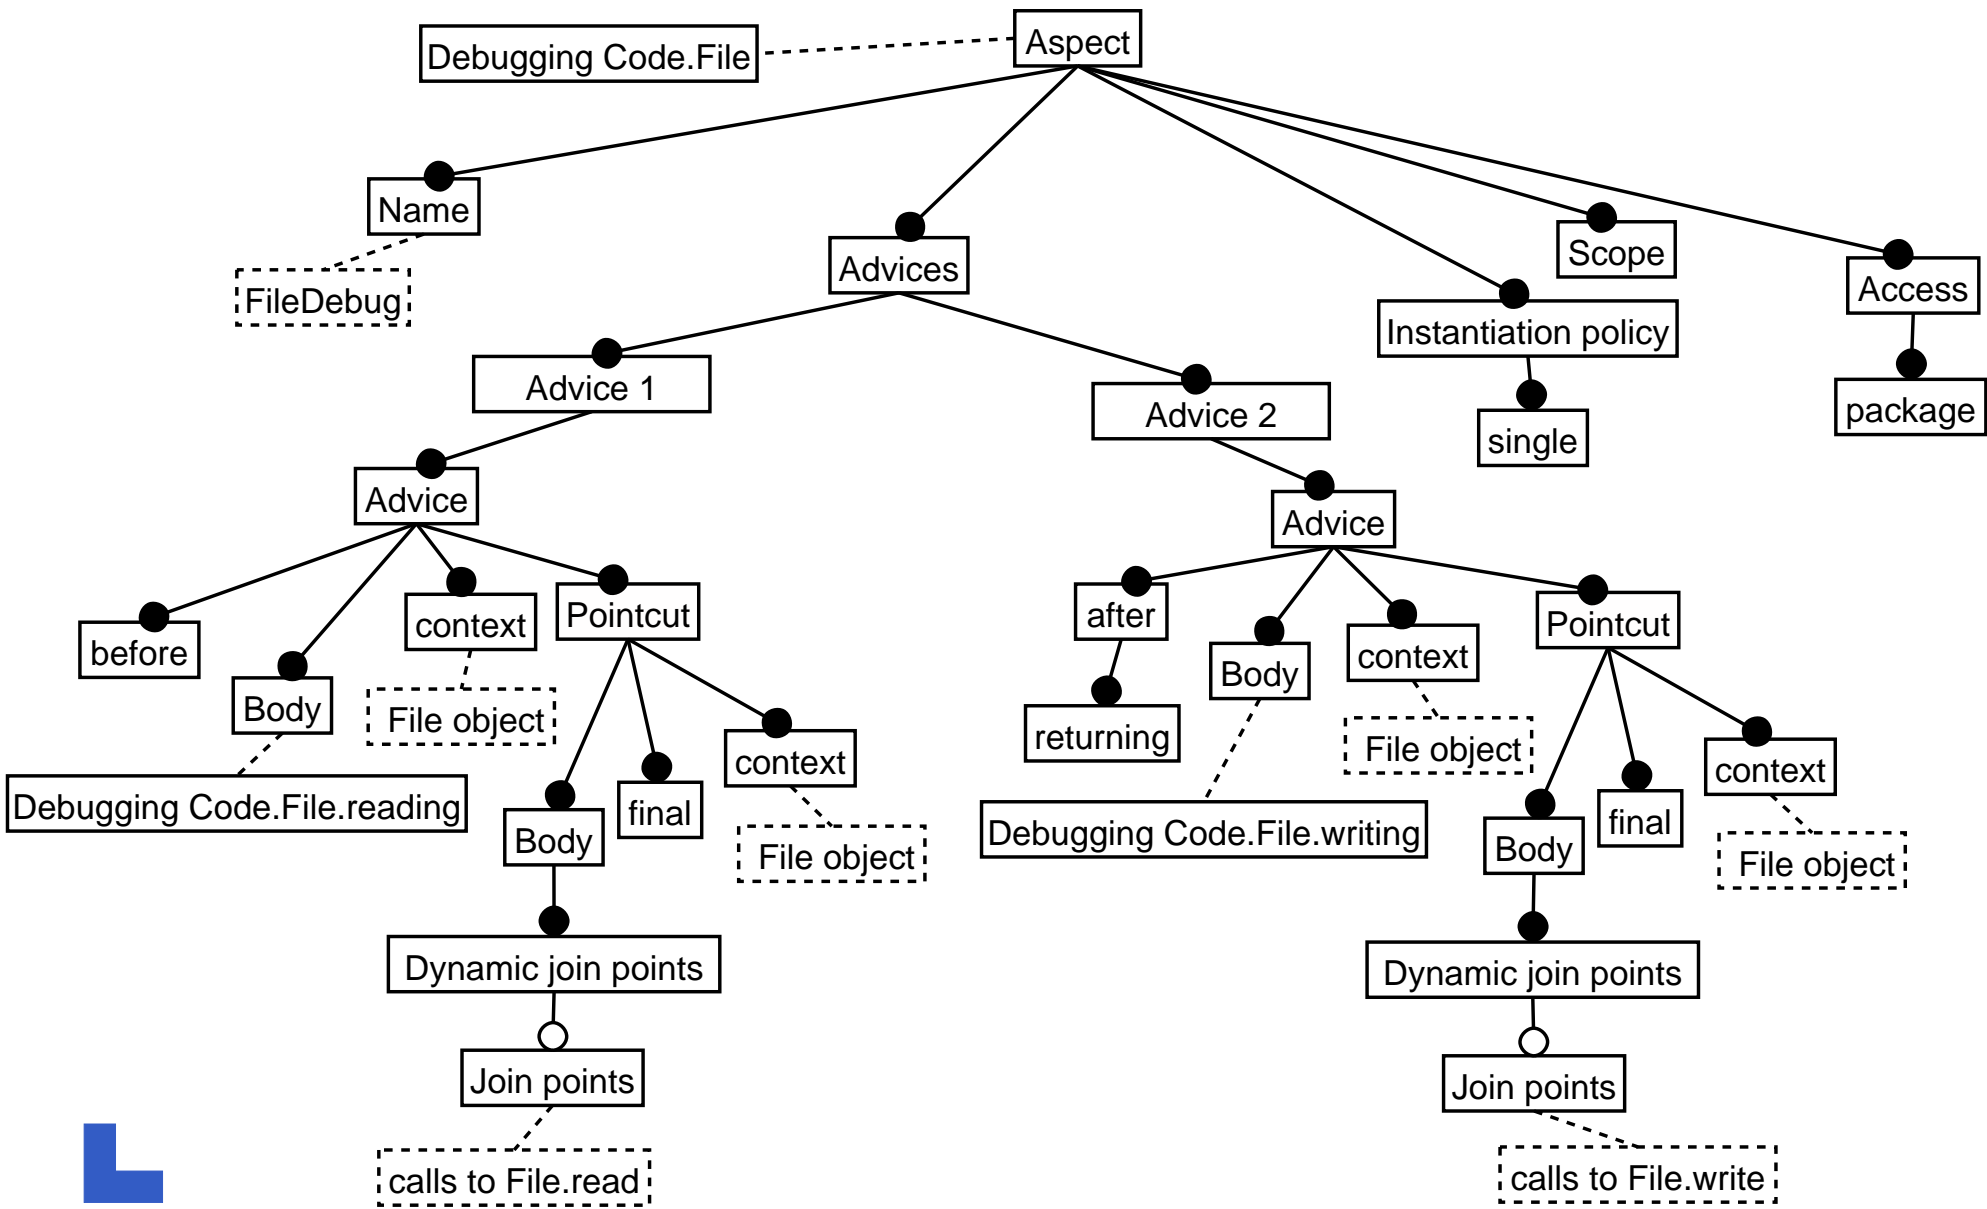 Debugging Code.File
Aspect
Name
FileDebug
Advices
Scope
Access
Instantiation policy
package
single
Advice 1
Advice 2
Advice
Advice
before
Body
context
Pointcut
File object
Debugging Code.File.reading
Body
final
context
File object
Dynamic join points
Join points
calls to File.read
after
Body
context
Pointcut
returning
File object
Debugging Code.File.writing
Body
final
context
File object
Dynamic join points
Join points
calls to File.write